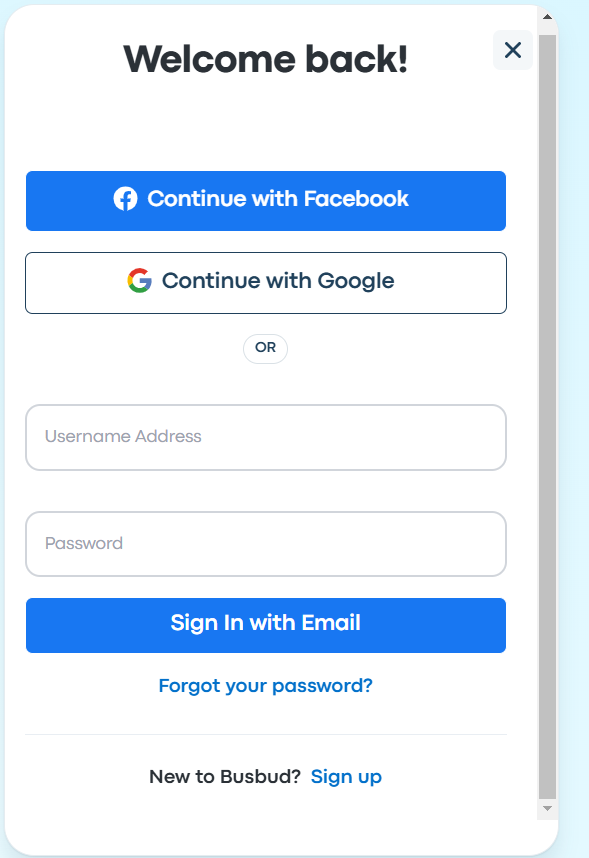 Welcome back!
Continue with Facebook
Continue with Google
OR
Username Address
Password
Sign In with Email
Forgot your password?
New to Busbud? Sign up